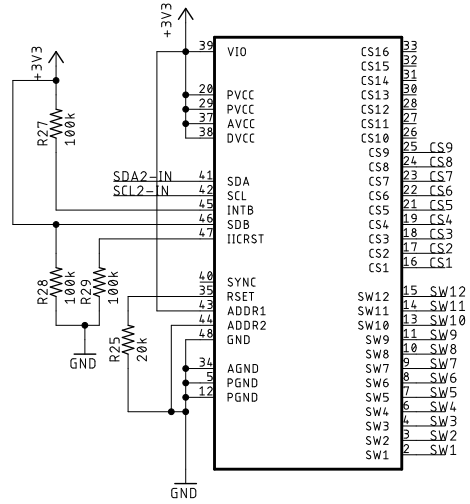 +3V3
39 VIO CS16 33
CS15 32
+3V3
CS14 31
20 PVCC CS13 30
29 PVCC CS12 28
37 AVCC CS11 27
38 DVCC CS10 26
R27 100k
CS9 25 CS9
CS8 24 CS8
SDA2-IN 41 SDA CS7 23 CS7
SCL2-IN 42 SCL CS6 22 CS6
45 INTB CS5 21 CS5
46 SDB CS4 19 CS4
47 IICRST CS3 18 CS3
CS2 17 CS2
CS1 16 CS1
40 SYNC
R28 100k
R29 100k
35 RSET SW12 15 SW12
43 ADDR1 SW11 14 SW11
44 ADDR2 SW10 13 SW10
48 GND SW9 11 SW9
R25 20k
SW8 10 SW8
GND
34 AGND SW7 9 SW7
5 PGND SW6 8 SW6
12 PGND SW5 7 SW5
SW4 6 SW4
SW3 4 SW3
SW2 3 SW2
SW1 2 SW1
GND